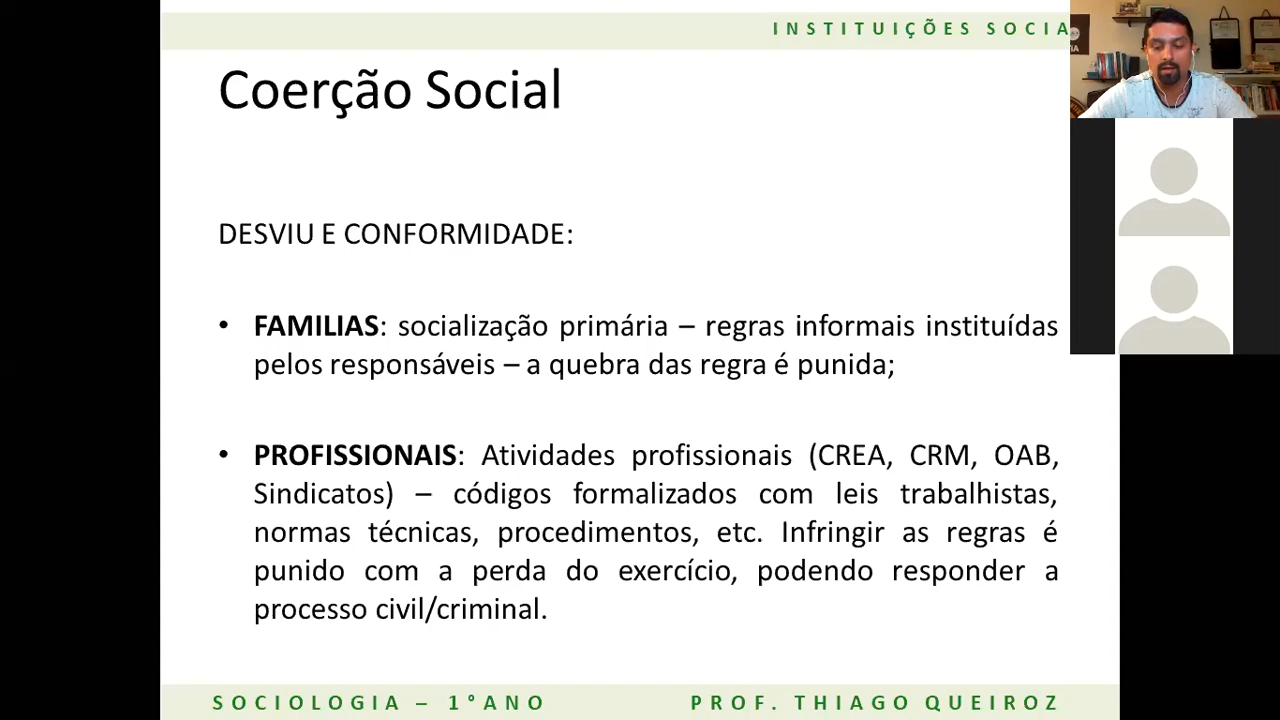 INSTITUIÇÕES SOCIA
Coerção Social
DESVIU E CONFORMIDADE:
• FAMILIAS: socialização primária – regras informais instituídas
pelos responsáveis – a quebra das regra é punida;
• PROFISSIONAIS: Atividades profissionais (CREA, CRM, OAB,
Sindicatos) – códigos formalizados com leis trabalhistas,
normas técnicas, procedimentos, etc. Infringir as regras é
punido com a perda do exercício, podendo responder a
processo civil/criminal.
SOCIOLOGIA – 1°ANO
PROF. THIAGO QUEIROZ